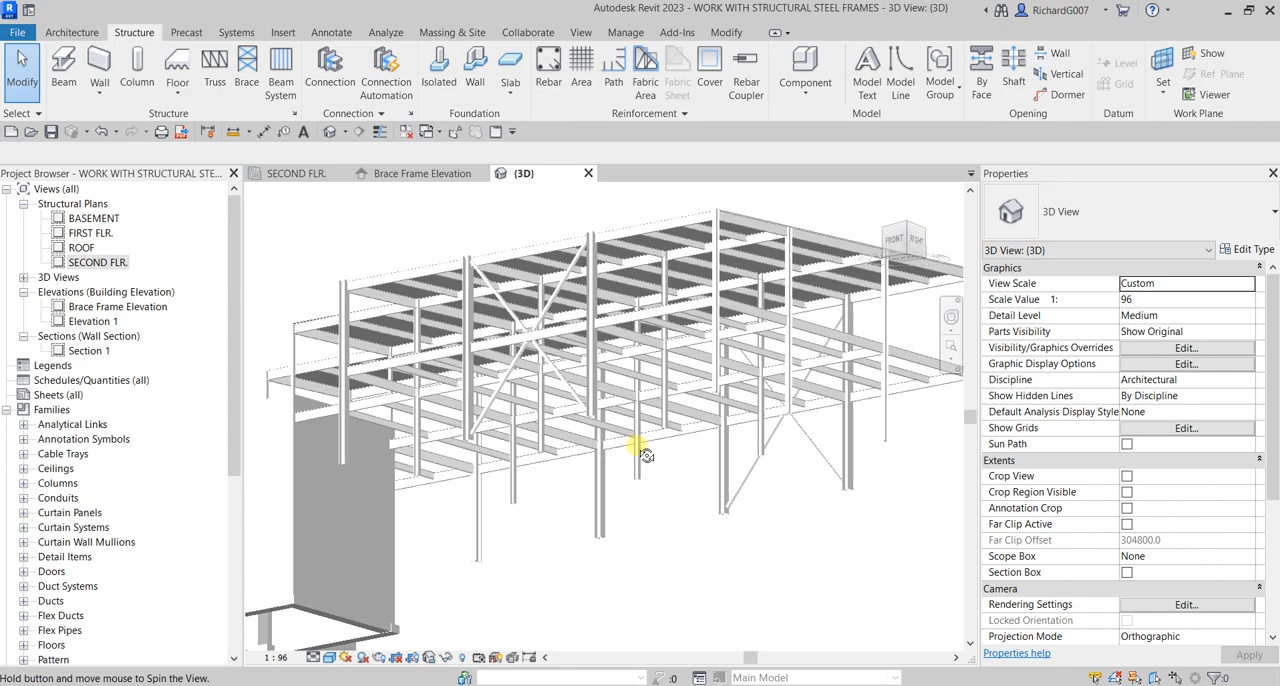 Autodesk Revit 2023 - WORK WITH STRUCTURAL STEEL FRAMES - 3D View: {3D}
RichardG007
File Architecture Structure Precast Systems Insert Annotate Analyze Massing & Site Collaborate View Manage Add-Ins Modify
Modify Beam Wall Column Floor Truss Brace Beam System Connection Connection Automation Isolated Wall Slab Rebar Area Path Fabric Area Fabric Sheet Cover Rebar Coupler Component Model Text Model Line Model Group By Face Shaft Wall Vertical Dormer Level Grid Set Show Ref Plane Viewer
Select Structure Connection Foundation Reinforcement Model Opening Datum Work Plane
Project Browser - WORK WITH STRUCTURAL STE...
SECOND FLR. Brace Frame Elevation {3D}
Properties
Views (all)
Structural Plans
BASEMENT
FIRST FLR.
ROOF
SECOND FLR.
3D Views
Elevations (Building Elevation)
Brace Frame Elevation
Elevation 1
Sections (Wall Section)
Section 1
Legends
Schedules/Quantities (all)
Sheets (all)
Families
Analytical Links
Annotation Symbols
Cable Trays
Ceilings
Columns
Conduits
Curtain Panels
Curtain Systems
Curtain Wall Mullions
Detail Items
Doors
Duct Systems
Ducts
Flex Ducts
Flex Pipes
Floors
Pattern
FRONT RIGHT
3D View
3D View: {3D} Edit Type
Graphics
View Scale Custom
Scale Value 1: 96
Detail Level Medium
Parts Visibility Show Original
Visibility/Graphics Overrides Edit...
Graphic Display Options Edit...
Discipline Architectural
Show Hidden Lines By Discipline
Default Analysis Display Style None
Show Grids Edit...
Sun Path
Extents
Crop View
Crop Region Visible
Annotation Crop
Far Clip Active
Far Clip Offset 304800.0
Scope Box None
Section Box
Camera
Rendering Settings Edit...
Locked Orientation
Projection Mode Orthographic
Properties help Apply
1 : 96
Hold button and move mouse to Spin the View.
:0
Main Model
:0